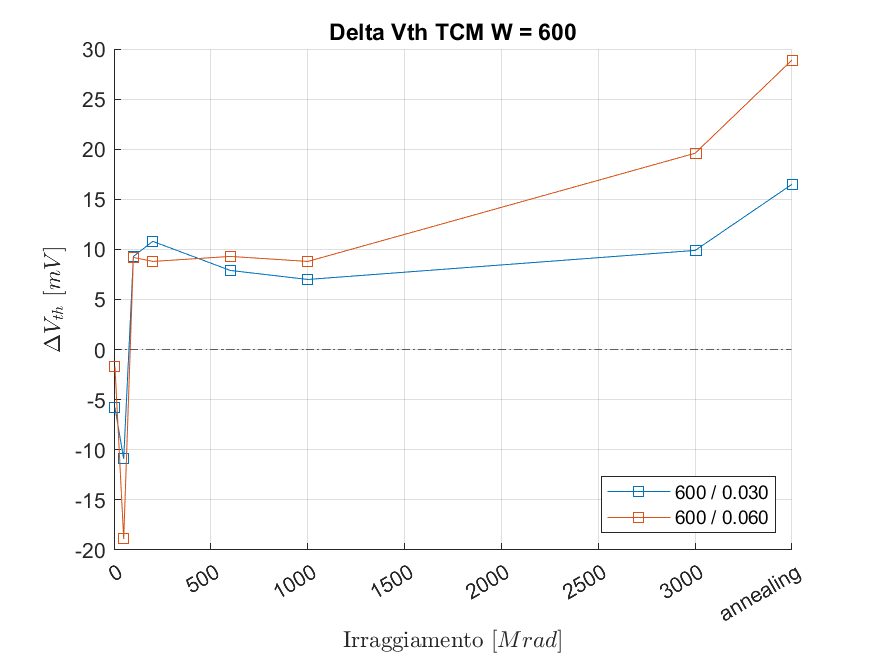 Delta Vth TCM W = 600
30
25
20
15
10
5
0
-5
-10
-15
-20
ΔV_th [mV]
600 / 0.030
600 / 0.060
0 500 1000 1500 2000 2500 3000 annealing
Irraggiamento [Mrad]